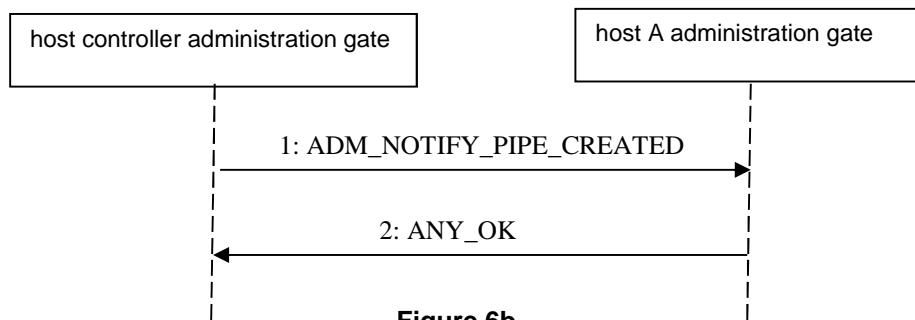 host controller administration gate
host A administration gate
1: ADM_NOTIFY_PIPE_CREATED
2: ANY_OK
Figure 6b